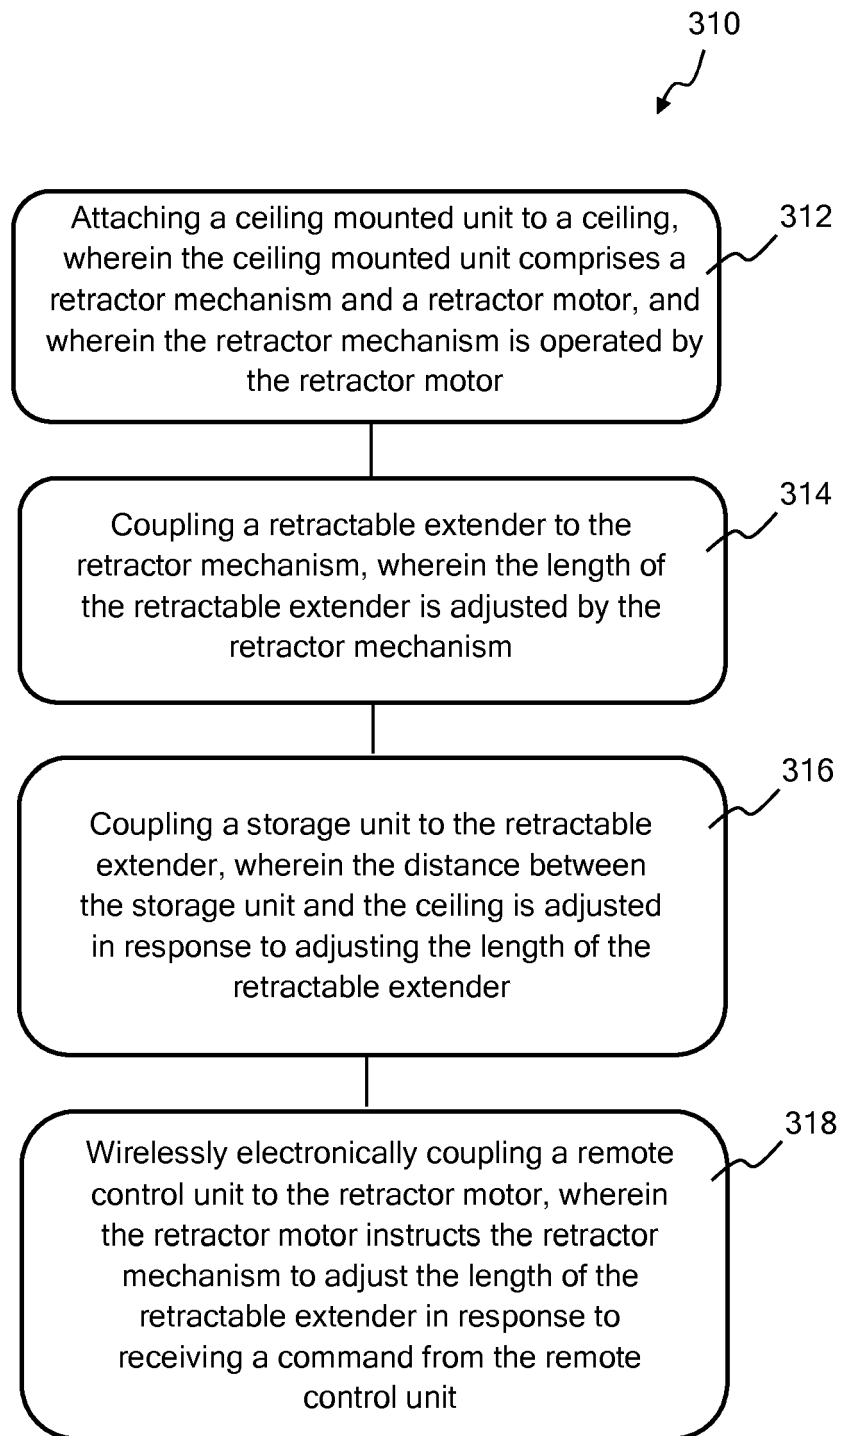 310
Attaching a ceiling mounted unit to a ceiling,
wherein the ceiling mounted unit comprises a
retractor mechanism and a retractor motor, and
wherein the retractor mechanism is operated by
the retractor motor
312
Coupling a retractable extender to the
retractor mechanism, wherein the length of
the retractable extender is adjusted by the
retractor mechanism
314
Coupling a storage unit to the retractable
extender, wherein the distance between
the storage unit and the ceiling is adjusted
in response to adjusting the length of the
retractable extender
316
Wirelessly electronically coupling a remote
control unit to the retractor motor, wherein
the retractor motor instructs the retractor
mechanism to adjust the length of the
retractable extender in response to
receiving a command from the remote
control unit
318